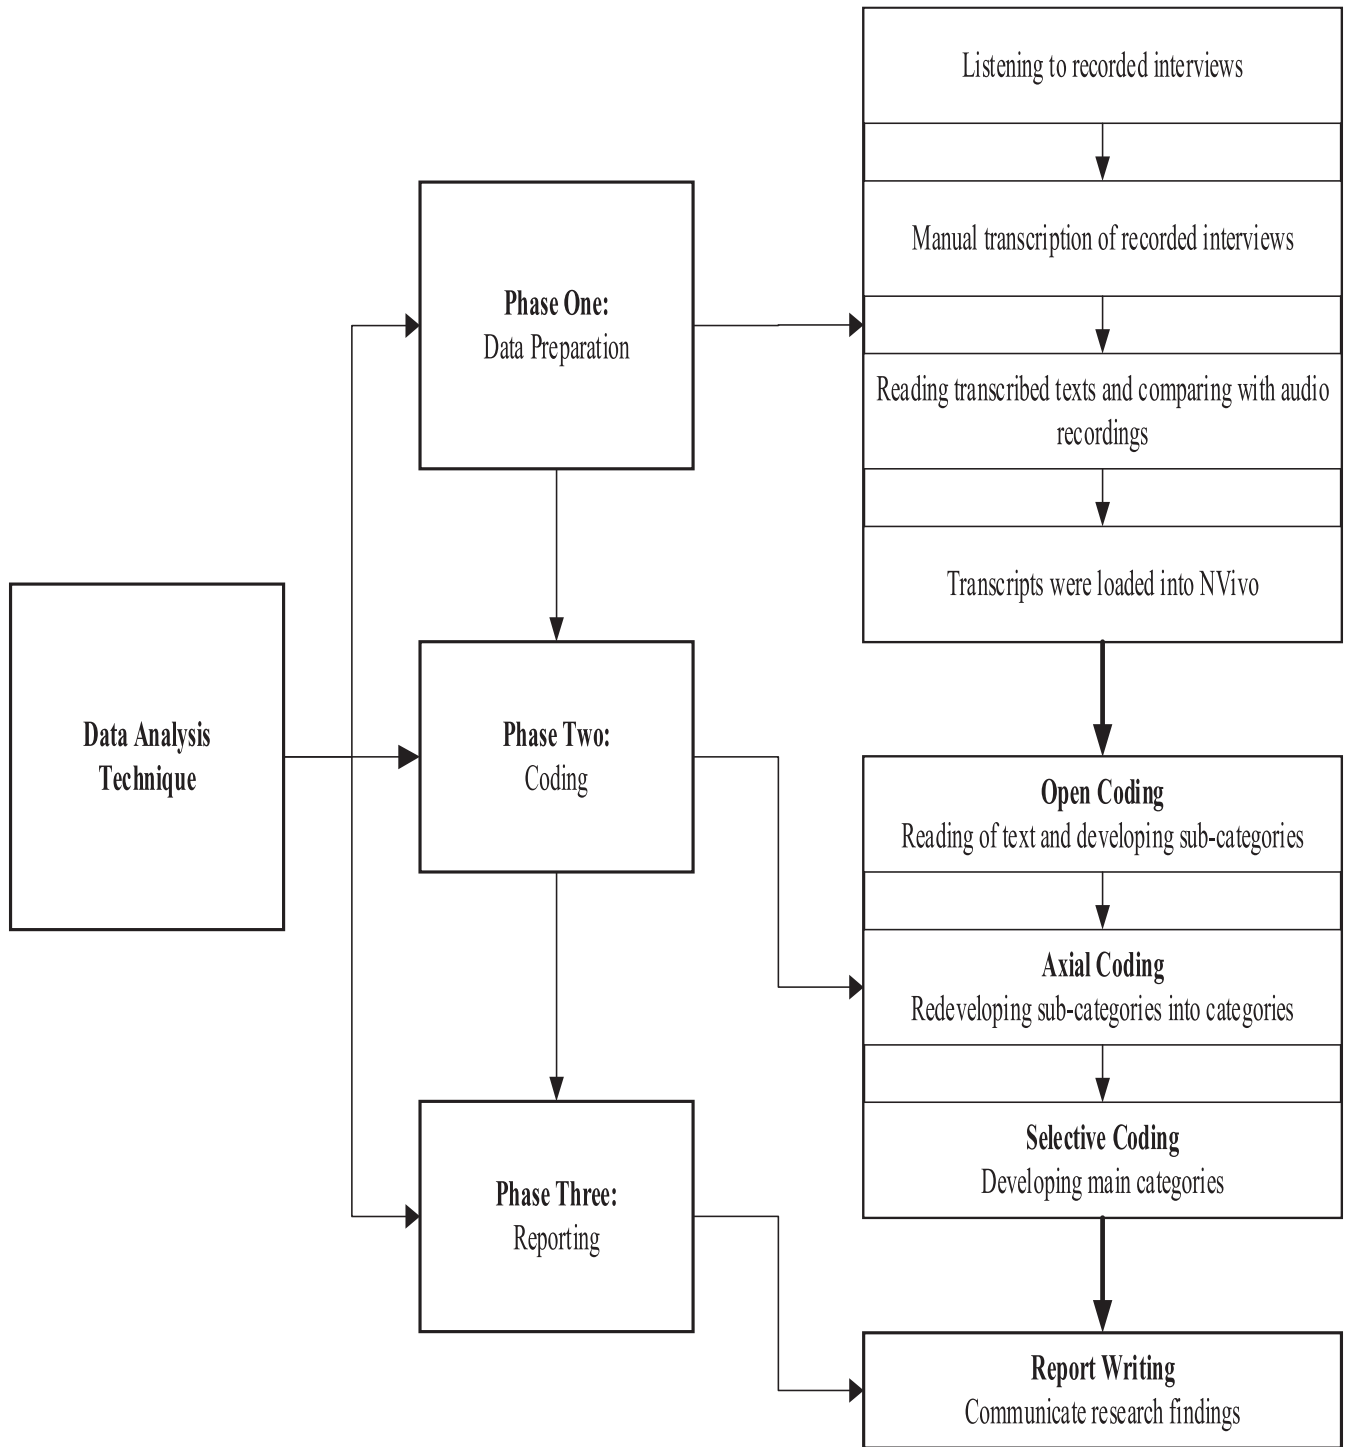 Data Analysis
Technique
Phase One:
Data Preparation
Phase Two:
Coding
Phase Three:
Reporting
Listening to recorded interviews
Manual transcription of recorded interviews
Reading transcribed texts and comparing with audio
recordings
Transcripts were loaded into NVivo
Open Coding
Reading of text and developing sub-categories
Axial Coding
Redeveloping sub-categories into categories
Selective Coding
Developing main categories
Report Writing
Communicate research findings